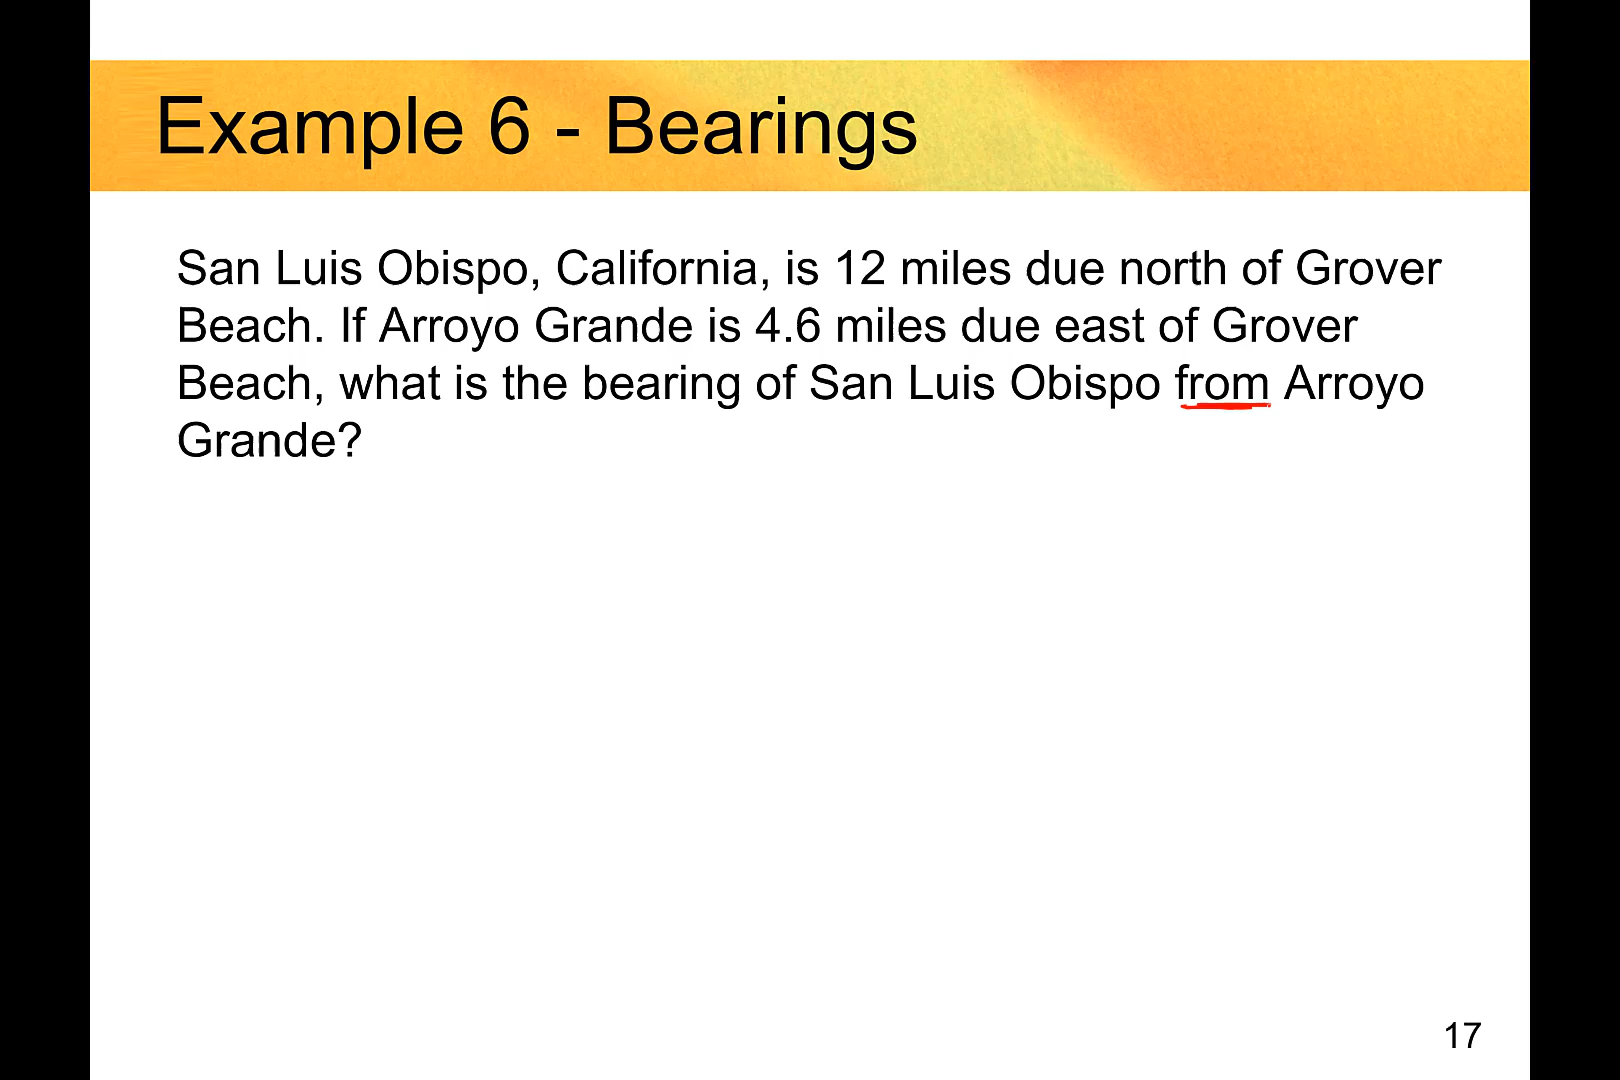 Example 6 - Bearings
San Luis Obispo, California, is 12 miles due north of Grover
Beach. If Arroyo Grande is 4.6 miles due east of Grover
Beach, what is the bearing of San Luis Obispo from Arroyo
Grande?
17